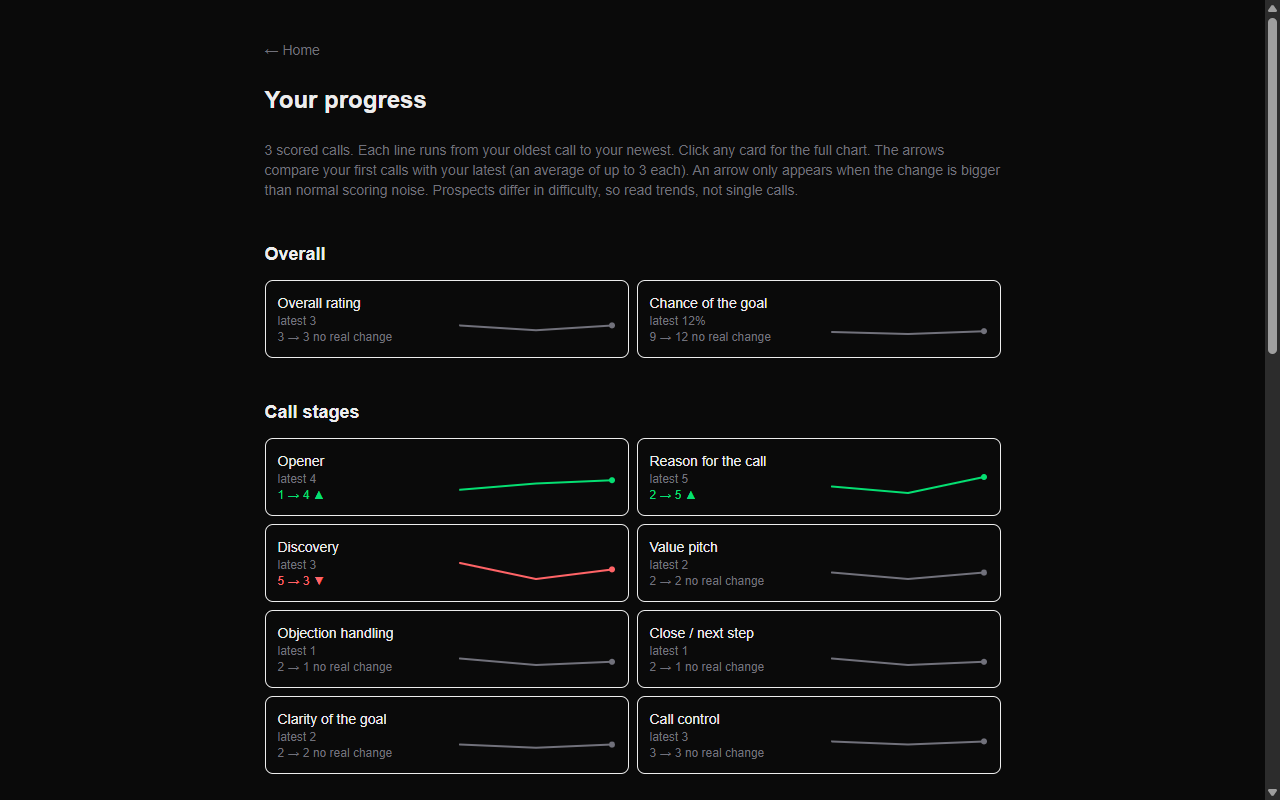 ← Home
Your progress
3 scored calls. Each line runs from your oldest call to your newest. Click any card for the full chart. The arrows
compare your first calls with your latest (an average of up to 3 each). An arrow only appears when the change is bigger
than normal scoring noise. Prospects differ in difficulty, so read trends, not single calls.
Overall
Overall rating
latest 3
3 → 3 no real change
Chance of the goal
latest 12%
9 → 12 no real change
Call stages
Opener
latest 4
1 → 4 ▲
Reason for the call
latest 5
2 → 5 ▲
Discovery
latest 3
5 → 3 ▼
Value pitch
latest 2
2 → 2 no real change
Objection handling
latest 1
2 → 1 no real change
Close / next step
latest 1
2 → 1 no real change
Clarity of the goal
latest 2
2 → 2 no real change
Call control
latest 3
3 → 3 no real change